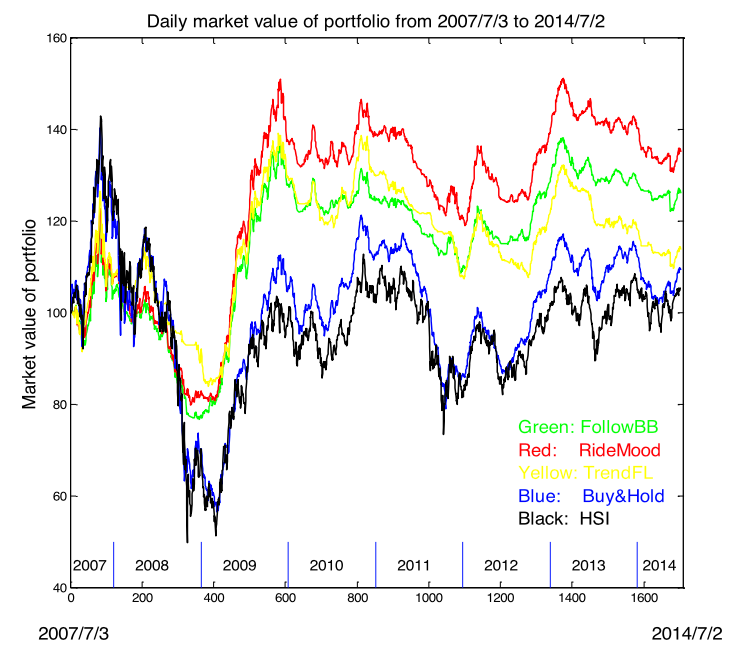 Daily market value of portfolio from 2007/7/3 to 2014/7/2
160
140
120
100
80
60
40
Market value of portfolio
Green: FollowBB
Red: RideMood
Yellow: TrendFL
Blue: Buy&Hold
Black: HSI
2007 2008 2009 2010 2011 2012 2013 2014
0 200 400 600 800 1000 1200 1400 1600
2007/7/3 2014/7/2